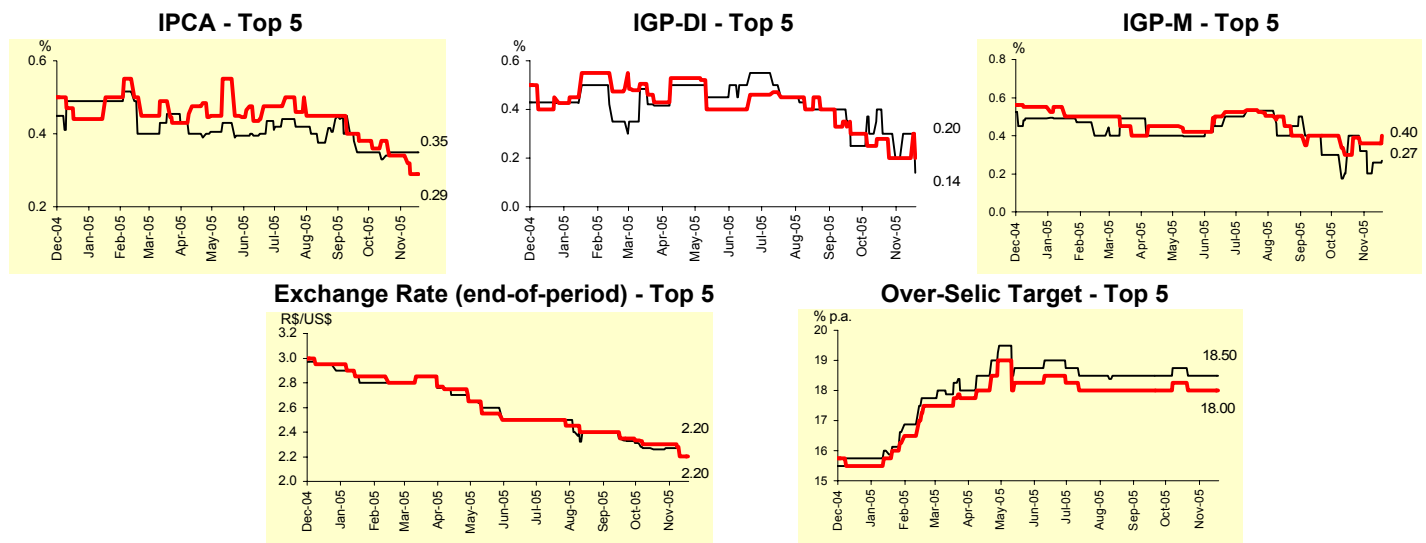 IPCA - Top 5
%
0.6
0.4
0.2
0.35
0.29
Dec-04
Jan-05
Feb-05
Mar-05
Apr-05
May-05
Jun-05
Jul-05
Aug-05
Sep-05
Oct-05
Nov-05
IGP-DI - Top 5
%
0.6
0.4
0.2
0.0
0.20
0.14
Dec-04
Jan-05
Feb-05
Mar-05
Apr-05
May-05
Jun-05
Jul-05
Aug-05
Sep-05
Oct-05
Nov-05
IGP-M - Top 5
%
0.8
0.6
0.4
0.2
0.0
0.40
0.27
Dec-04
Jan-05
Feb-05
Mar-05
Apr-05
May-05
Jun-05
Jul-05
Aug-05
Sep-05
Oct-05
Nov-05
Exchange Rate (end-of-period) - Top 5
R$/US$
3.2
3.0
2.8
2.6
2.4
2.2
2.0
2.20
2.20
Dec-04
Jan-05
Feb-05
Mar-05
Apr-05
May-05
Jun-05
Jul-05
Aug-05
Sep-05
Oct-05
Nov-05
Over-Selic Target - Top 5
% p.a.
20
19
18
17
16
15
18.50
18.00
Dec-04
Jan-05
Feb-05
Mar-05
Apr-05
May-05
Jun-05
Jul-05
Aug-05
Sep-05
Oct-05
Nov-05